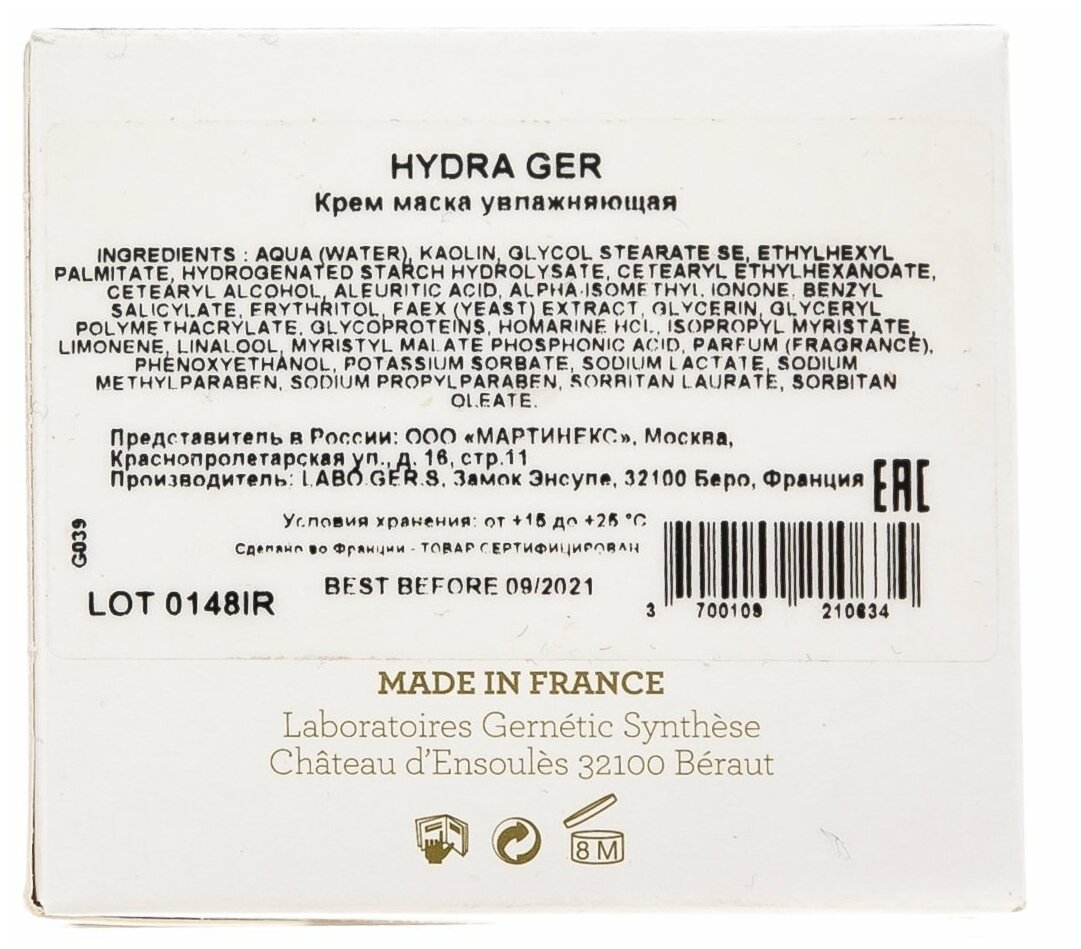 HYDRA GER
Крем маска увлажняющая
INGREDIENTS : AQUA (WATER), KAOLIN, GLYCOL STEARATE SE, ETHYLHEXYL
PALMITATE, HYDROGENATED STARCH HYDROLYSATE, CETEARYL ETHYLHEXANOATE,
CETEARYL ALCOHOL, ALEURITIC ACID, ALPHA-ISOMETHYL IONONE, BENZYL
SALICYLATE, ERYTHRITOL, FAEX (YEAST) EXTRACT, GLYCERIN, GLYCERYL
POLYMETHACRYLATE, GLYCOPROTEINS, HOMARINE HCL, ISOPROPYL MYRISTATE,
LIMONENE, LINALOOL, MYRISTYL MALATE PHOSPHONIC ACID, PARFUM (FRAGRANCE),
PHENOXYETHANOL, POTASSIUM SORBATE, SODIUM LACTATE, SODIUM
METHYLPARABEN, SODIUM PROPYLPARABEN, SORBITAN LAURATE, SORBITAN
OLEATE.
Представитель в России: ООО «МАРТИНЕКС», Москва,
Краснопролетарская ул., д. 16, стр.11
Производитель: LABO.GER.S, Замок Энсуле, 32100 Беро, Франция
EAC
Условия хранения: от +15 до +25 °C
Сделано во Франции - ТОВАР СЕРТИФИЦИРОВАН
G039
BEST BEFORE 09/2021
LOT 0148IR
3 700109 210634
MADE IN FRANCE
Laboratoires Gernétic Synthèse
Château d'Ensoulès 32100 Béraut
8 M